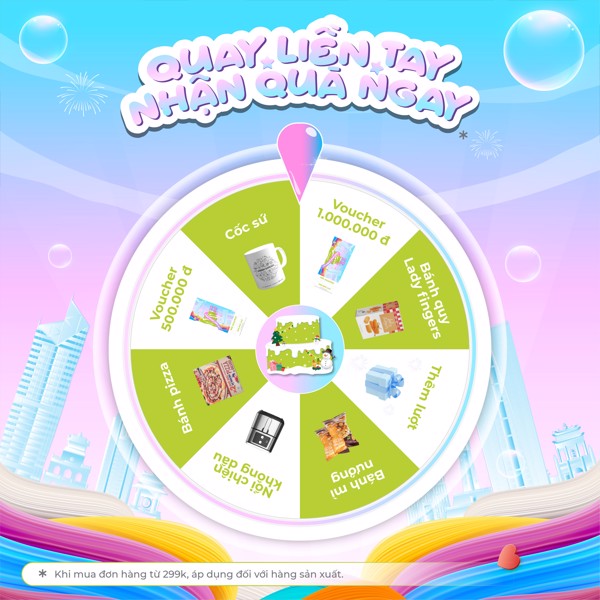 QUAY LIỀN TAY
NHẬN QUÀ NGAY
*
Voucher
1.000.000 đ
Bánh quy
Lady fingers
Thêm lượt
Bánh mì
nướng
Nồi chiên
không dầu
Bánh pizza
Voucher
500.000 đ
Cốc sứ
* Khi mua đơn hàng từ 299k, áp dụng đối với hàng sản xuất.